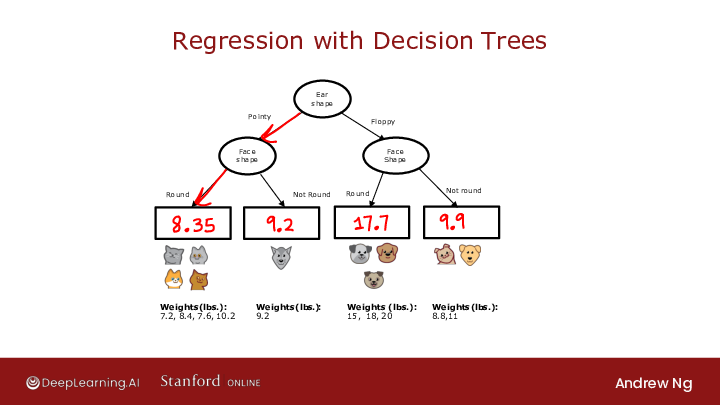 Regression with Decision Trees
Ear
shape
Pointy
Floppy
Face
shape
Face
Shape
Round
Not Round
Round
Not round
8.35
9.2
17.7
9.9
Weights(lbs.):
7.2, 8.4, 7.6, 10.2
Weights(lbs.):
9.2
Weights (lbs.):
15, 18, 20
Weights(lbs.):
8.8,11
DeepLearning.AI
Stanford ONLINE
Andrew Ng